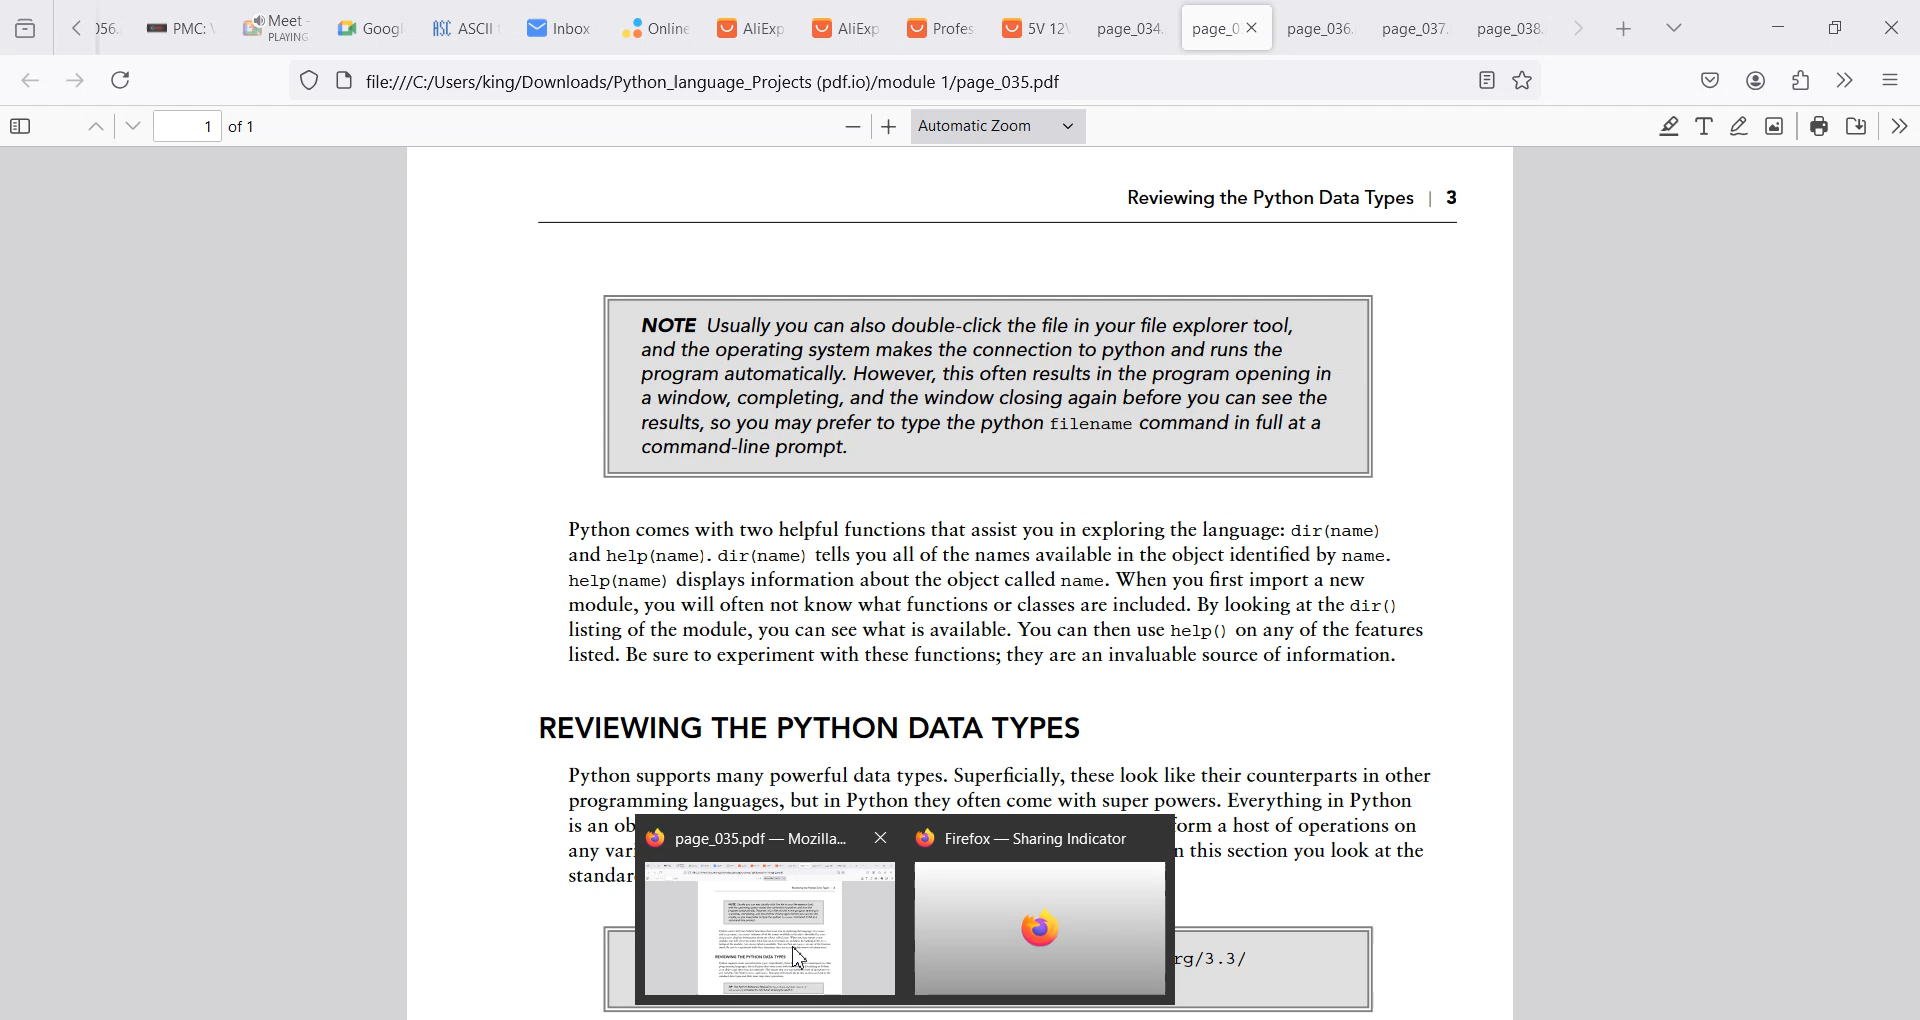 056. PMC: \ Meet - PLAYING Googl ASC ASCII t Inbox Online AliExp AliExp Profes 5V 12\ page_034. page_0 page_036. page_037. page_038.
file:///C:/Users/king/Downloads/Python_language_Projects (pdf.io)/module 1/page_035.pdf
1 of 1 Automatic Zoom
Reviewing the Python Data Types | 3
NOTE Usually you can also double-click the file in your file explorer tool,
and the operating system makes the connection to python and runs the
program automatically. However, this often results in the program opening in
a window, completing, and the window closing again before you can see the
results, so you may prefer to type the python filename command in full at a
command-line prompt.
Python comes with two helpful functions that assist you in exploring the language: dir(name)
and help(name). dir(name) tells you all of the names available in the object identified by name.
help(name) displays information about the object called name. When you first import a new
module, you will often not know what functions or classes are included. By looking at the dir()
listing of the module, you can see what is available. You can then use help() on any of the features
listed. Be sure to experiment with these functions; they are an invaluable source of information.
REVIEWING THE PYTHON DATA TYPES
Python supports many powerful data types. Superficially, these look like their counterparts in other
programming languages, but in Python they often come with super powers. Everything in Python
is an ob form a host of operations on
any vari n this section you look at the
standar
page_035.pdf — Mozilla... Firefox — Sharing Indicator
REVIEWING THE PYTHON DATA TYPES
rg/3.3/